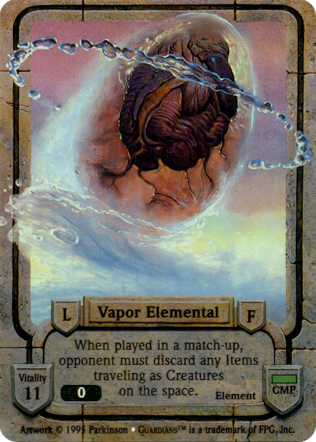 L Vapor Elemental F
When played in a match-up,
opponent must discard any Items
traveling as Creatures
on the space.
Vitality
11
0
Element
CMP
Artwork © 1995 Parkinson • GUARDIANS™ is a trademark of FPG, Inc.